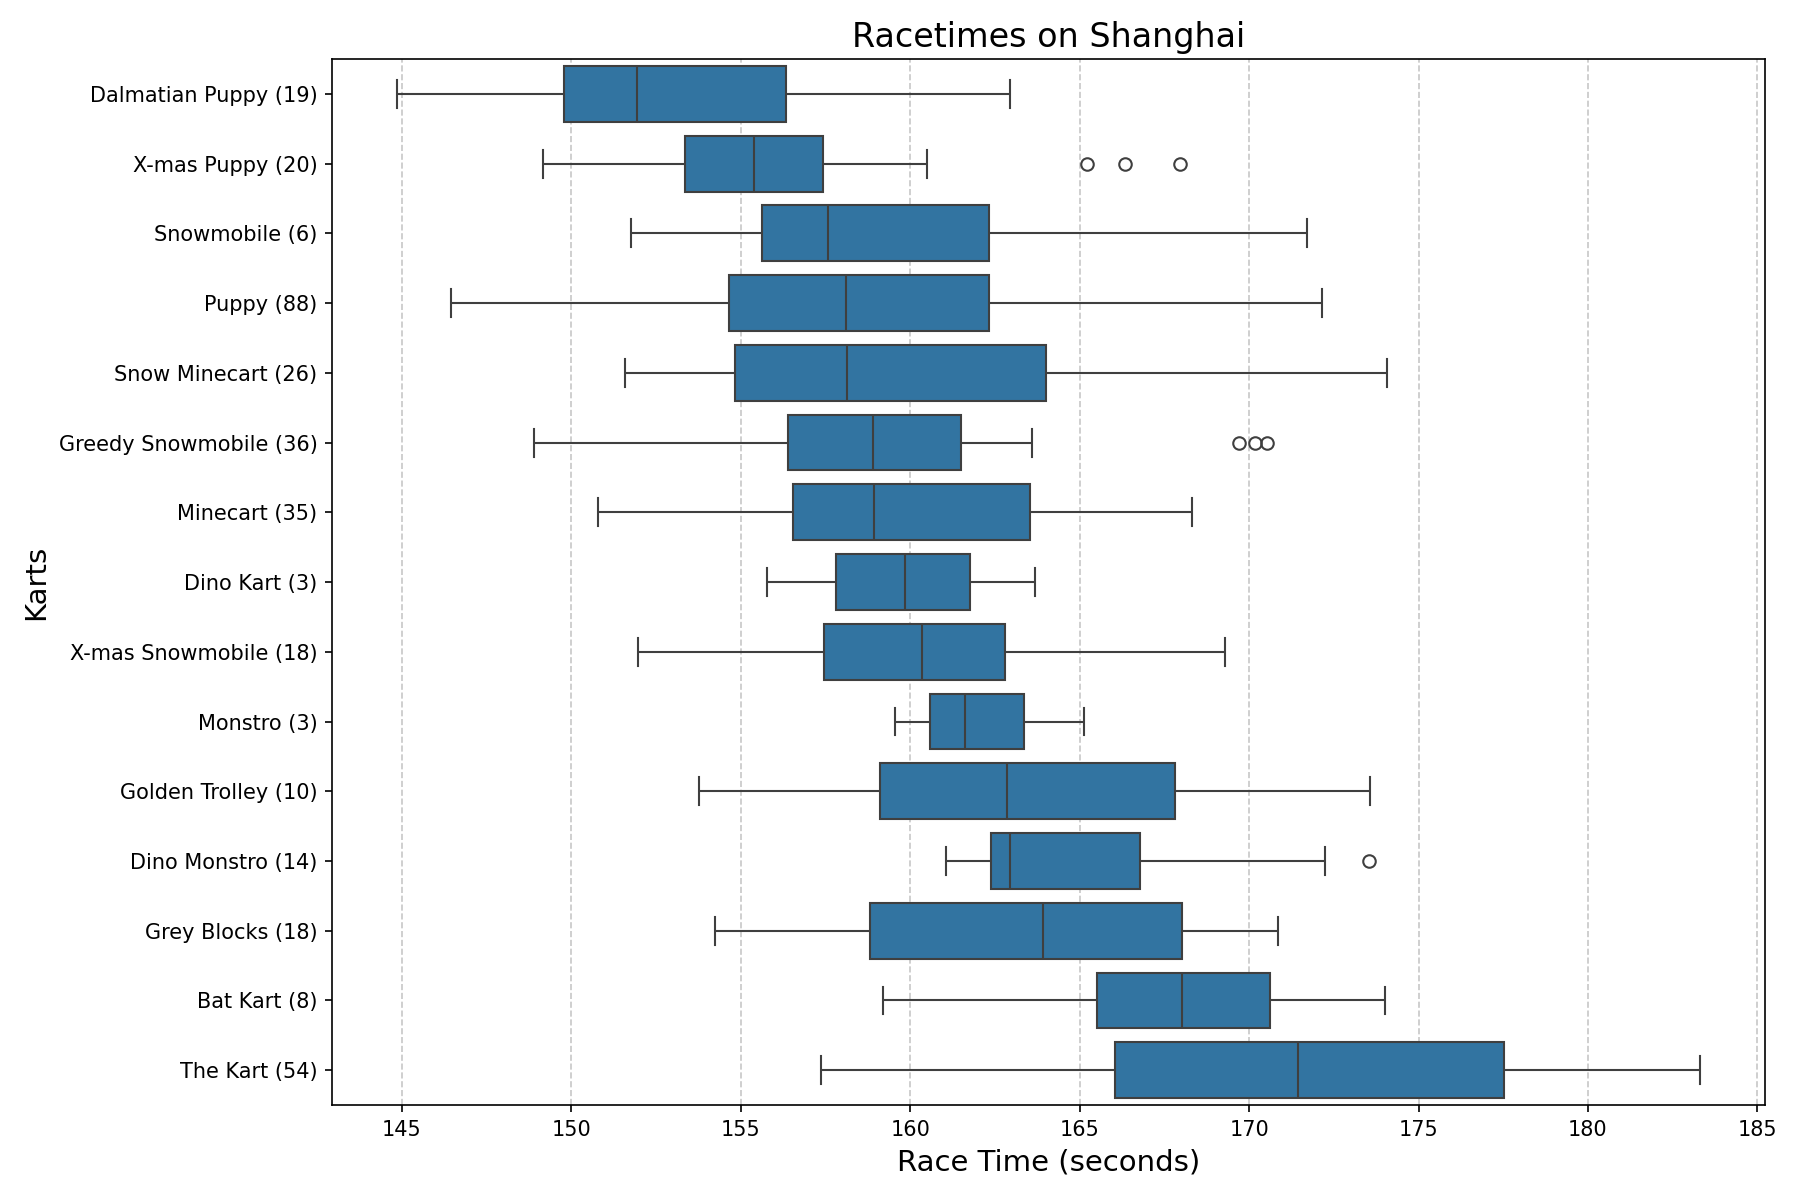 Racetimes on Shanghai
Karts
Dalmatian Puppy (19)
X-mas Puppy (20)
Snowmobile (6)
Puppy (88)
Snow Minecart (26)
Greedy Snowmobile (36)
Minecart (35)
Dino Kart (3)
X-mas Snowmobile (18)
Monstro (3)
Golden Trolley (10)
Dino Monstro (14)
Grey Blocks (18)
Bat Kart (8)
The Kart (54)
145 150 155 160 165 170 175 180 185
Race Time (seconds)